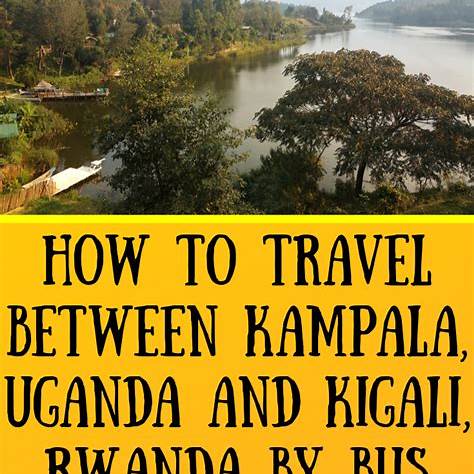 HOW TO TRAVEL
BETWEEN KAMPALA,
UGANDA AND KIGALI,
RWANDA BY BUS